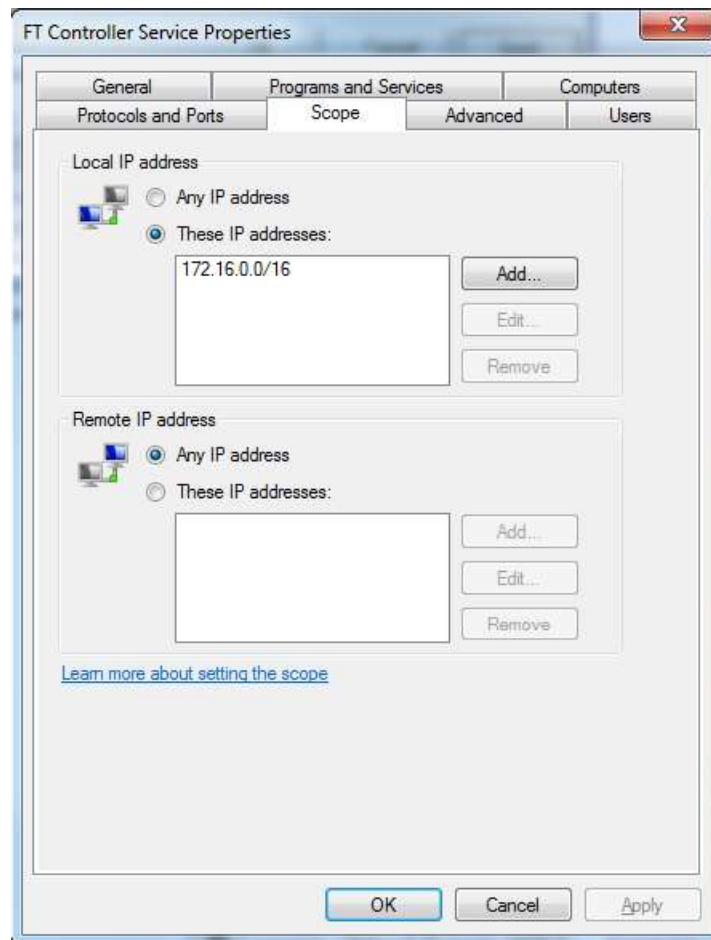 FT Controller Service Properties
General Programs and Services Computers
Protocols and Ports Scope Advanced Users
Local IP address
Any IP address
These IP addresses:
172.16.0.0/16
Add...
Edit...
Remove
Remote IP address
Any IP address
These IP addresses:
Add...
Edit...
Remove
Learn more about setting the scope
OK Cancel Apply